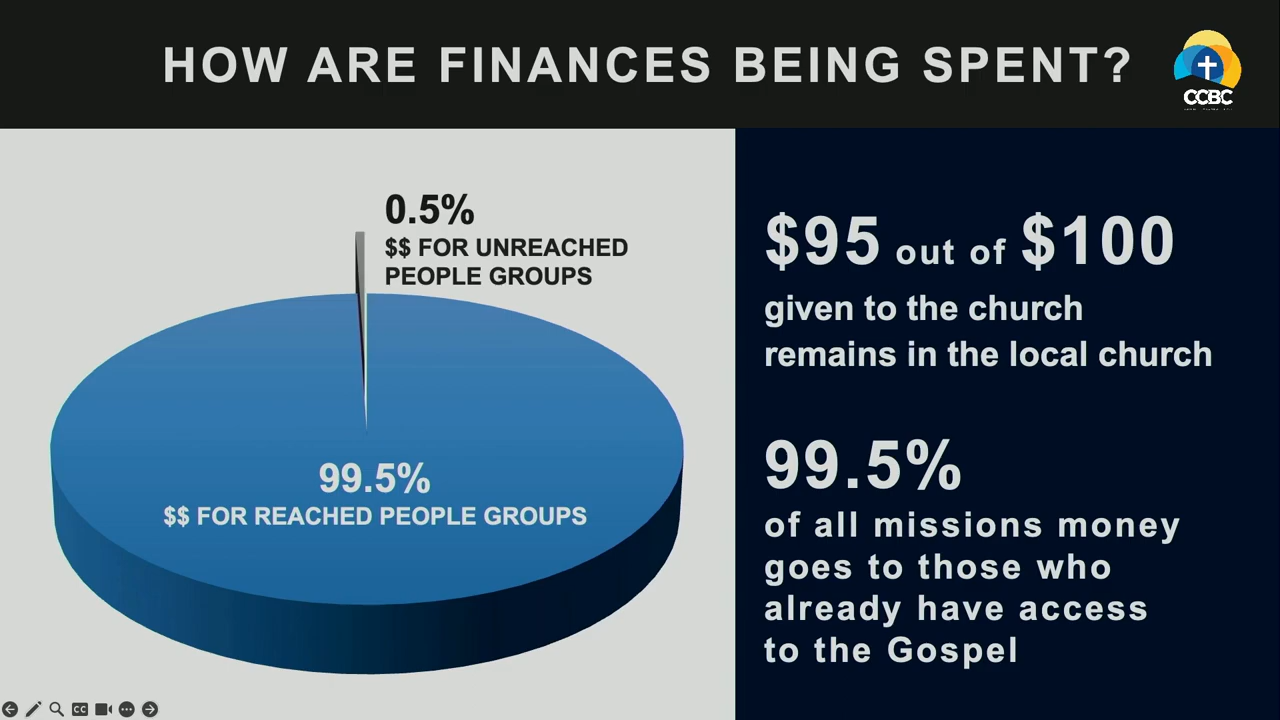 HOW ARE FINANCES BEING SPENT?
CCBC
0.5%
$$ FOR UNREACHED
PEOPLE GROUPS
99.5%
$$ FOR REACHED PEOPLE GROUPS
$95 out of $100
given to the church
remains in the local church
99.5%
of all missions money
goes to those who
already have access
to the Gospel
CC